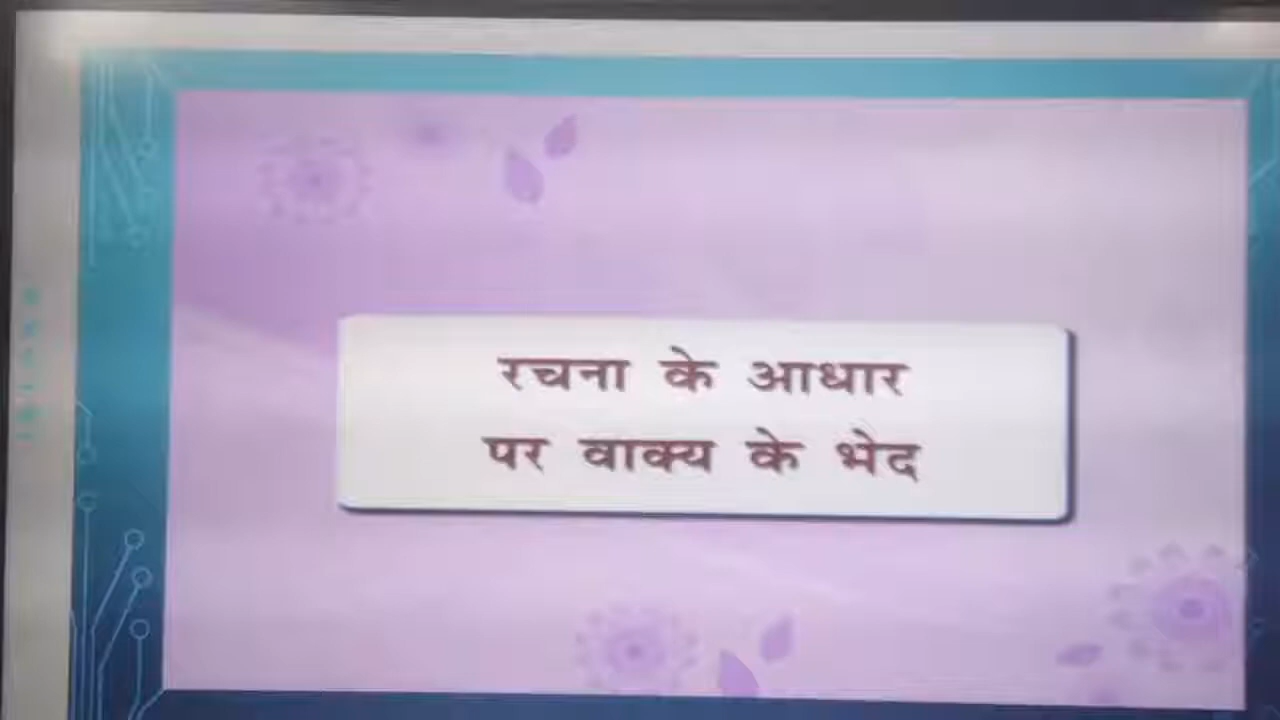 रचना के आधार
पर वाक्य के भेद